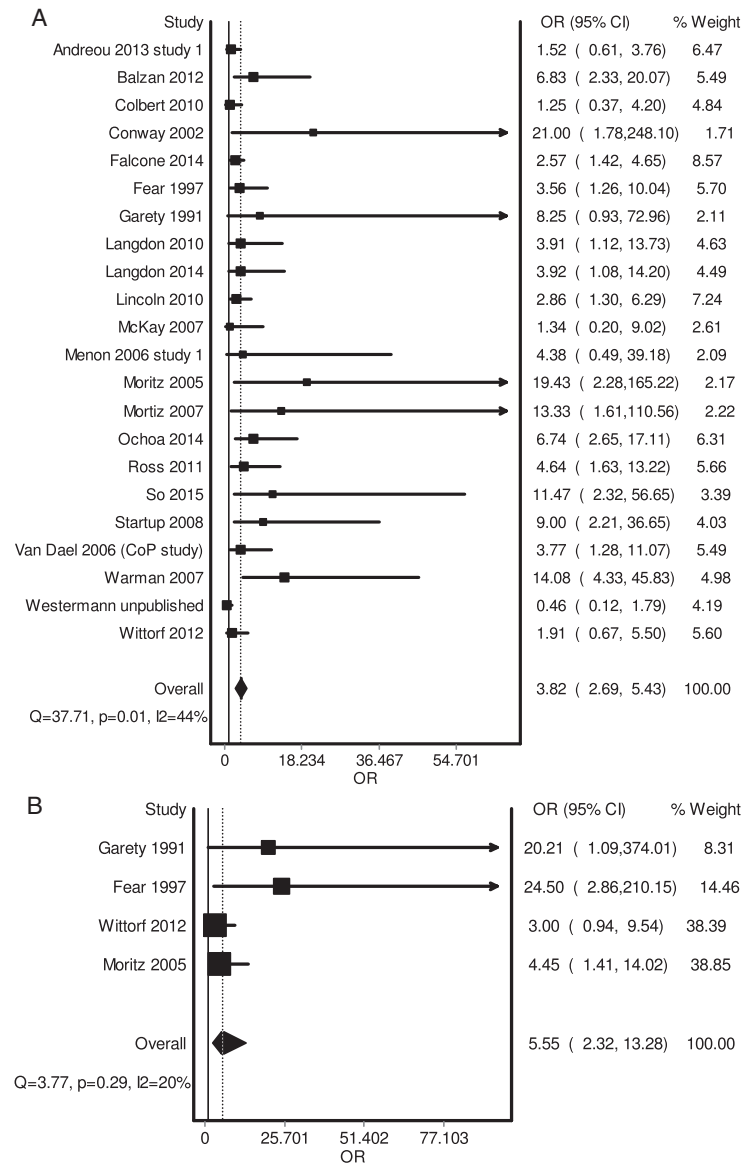 A
Study OR (95% CI) % Weight
Andreou 2013 study 1 1.52 ( 0.61, 3.76) 6.47
Balzan 2012 6.83 ( 2.33, 20.07) 5.49
Colbert 2010 1.25 ( 0.37, 4.20) 4.84
Conway 2002 21.00 ( 1.78,248.10) 1.71
Falcone 2014 2.57 ( 1.42, 4.65) 8.57
Fear 1997 3.56 ( 1.26, 10.04) 5.70
Garety 1991 8.25 ( 0.93, 72.96) 2.11
Langdon 2010 3.91 ( 1.12, 13.73) 4.63
Langdon 2014 3.92 ( 1.08, 14.20) 4.49
Lincoln 2010 2.86 ( 1.30, 6.29) 7.24
McKay 2007 1.34 ( 0.20, 9.02) 2.61
Menon 2006 study 1 4.38 ( 0.49, 39.18) 2.09
Moritz 2005 19.43 ( 2.28,165.22) 2.17
Mortiz 2007 13.33 ( 1.61,110.56) 2.22
Ochoa 2014 6.74 ( 2.65, 17.11) 6.31
Ross 2011 4.64 ( 1.63, 13.22) 5.66
So 2015 11.47 ( 2.32, 56.65) 3.39
Startup 2008 9.00 ( 2.21, 36.65) 4.03
Van Dael 2006 (CoP study) 3.77 ( 1.28, 11.07) 5.49
Warman 2007 14.08 ( 4.33, 45.83) 4.98
Westermann unpublished 0.46 ( 0.12, 1.79) 4.19
Wittorf 2012 1.91 ( 0.67, 5.50) 5.60
Overall 3.82 ( 2.69, 5.43) 100.00
Q=37.71, p=0.01, I2=44%
0 18.234 36.467 54.701
OR
B
Study OR (95% CI) % Weight
Garety 1991 20.21 ( 1.09,374.01) 8.31
Fear 1997 24.50 ( 2.86,210.15) 14.46
Wittorf 2012 3.00 ( 0.94, 9.54) 38.39
Moritz 2005 4.45 ( 1.41, 14.02) 38.85
Overall 5.55 ( 2.32, 13.28) 100.00
Q=3.77, p=0.29, I2=20%
0 25.701 51.402 77.103
OR